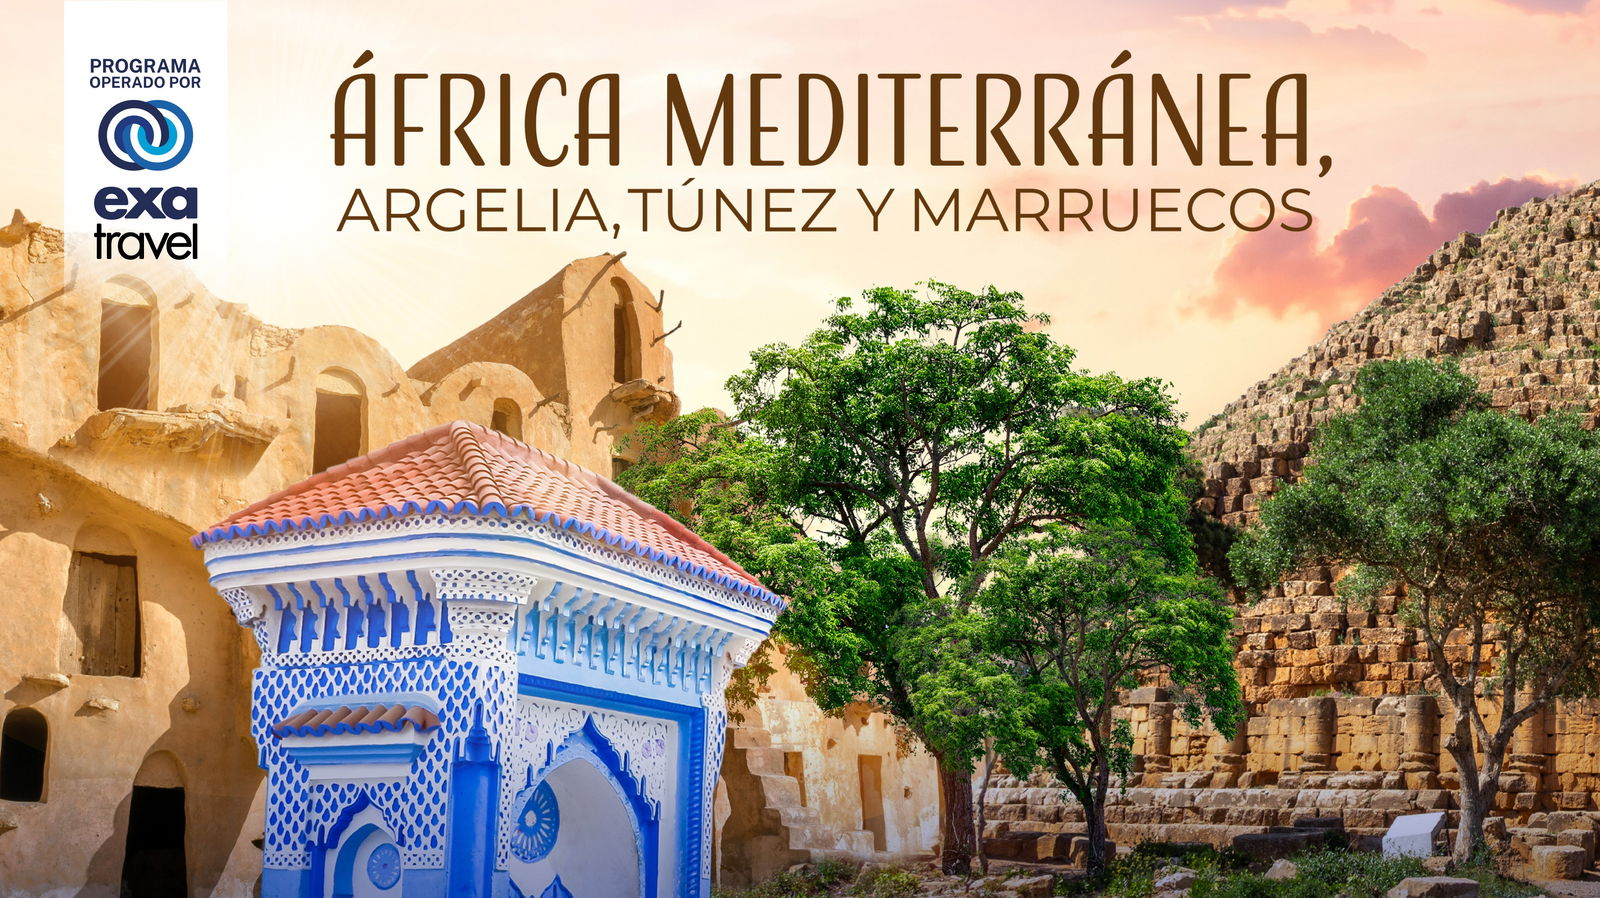 PROGRAMA
OPERADO POR
exa
travel
ÁFRICA MEDITERRÁNEA,
ARGELIA, TÚNEZ Y MARRUECOS